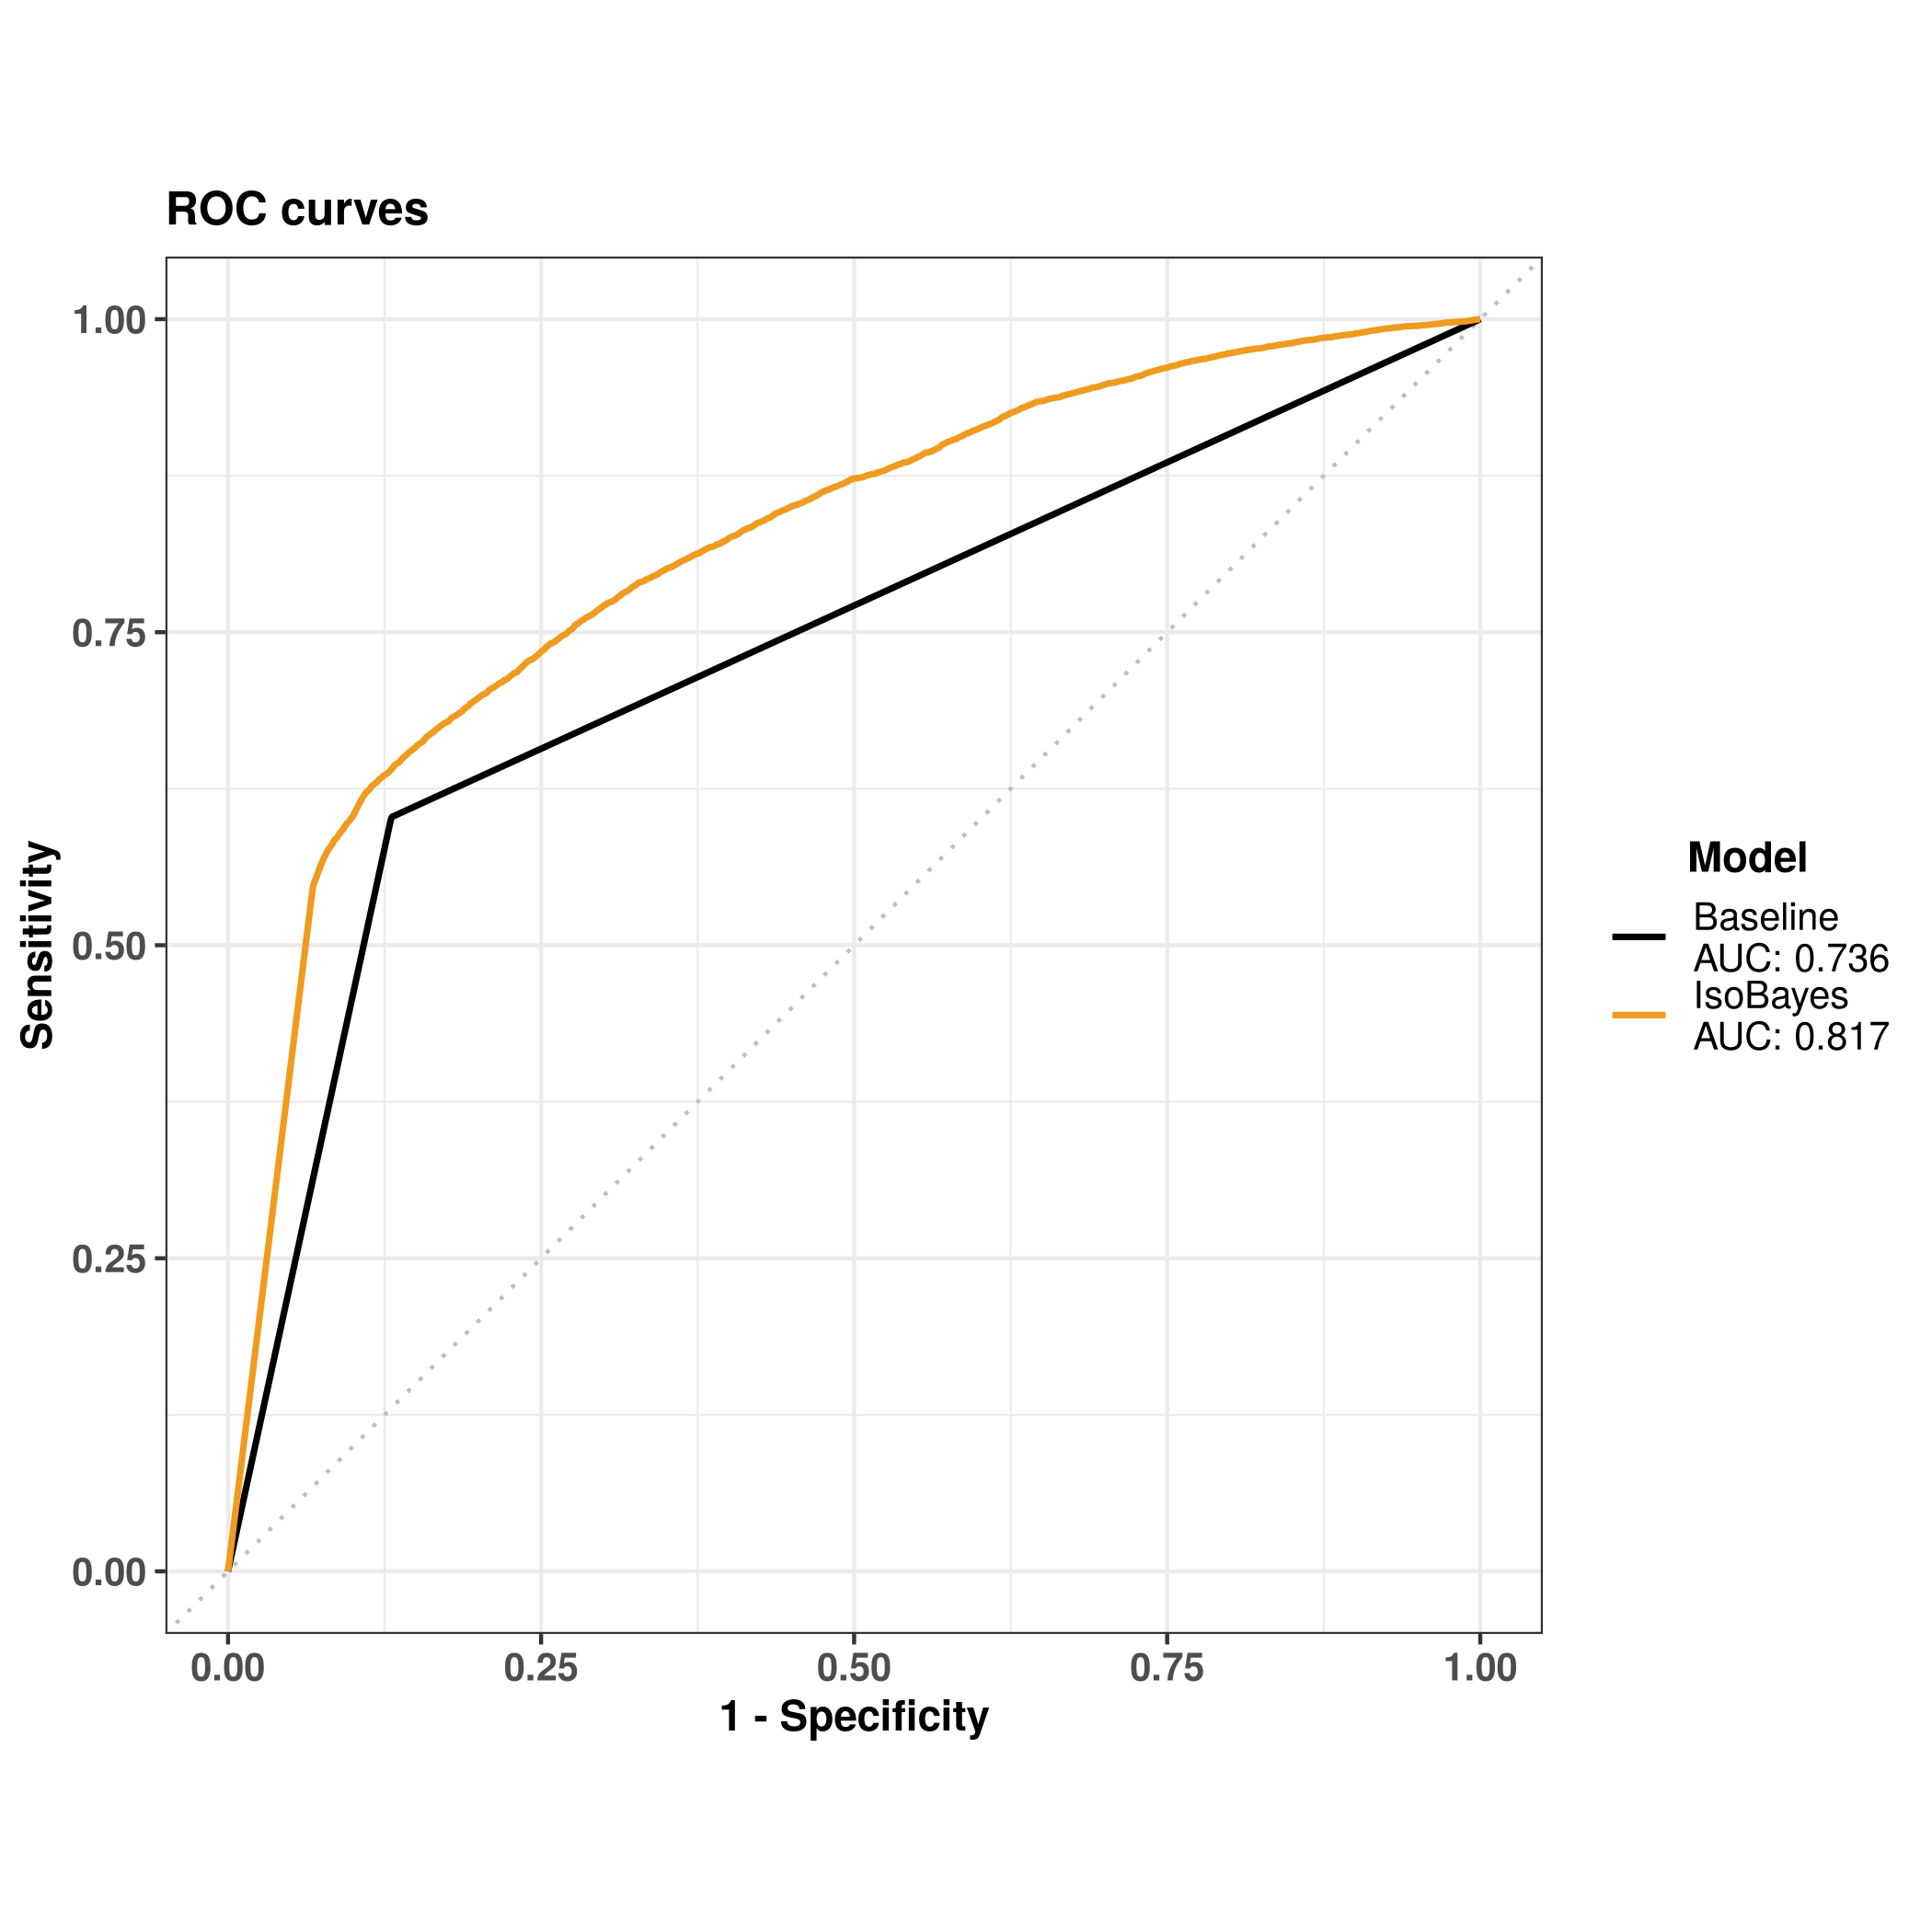 ROC curves
1.00
0.75
0.50
0.25
0.00
Sensitivity
0.00 0.25 0.50 0.75 1.00
1 - Specificity
Model
Baseline
AUC: 0.736
IsoBayes
AUC: 0.817